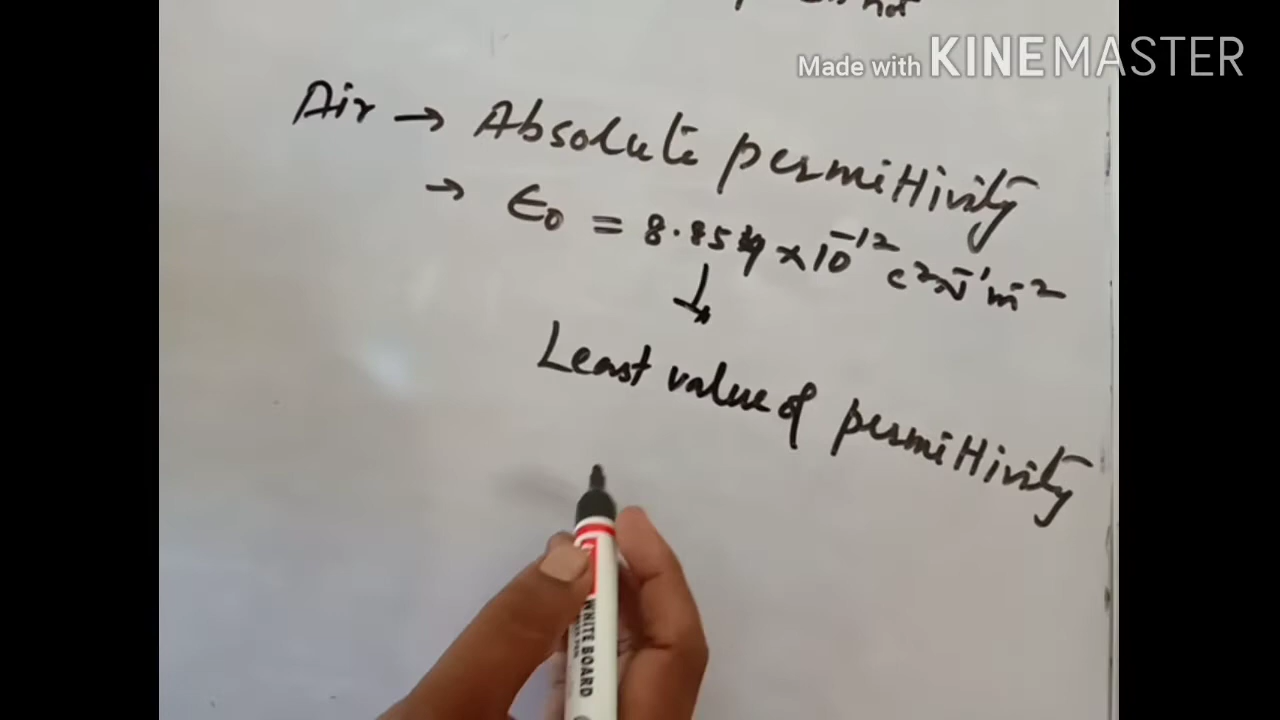 Made with KINEMASTER
Air → Absolute permittivity
→ ϵ₀ = 8.854 × 10⁻¹² c²N⁻¹m⁻²
↓
Least value of permittivity
WHITE BOARD